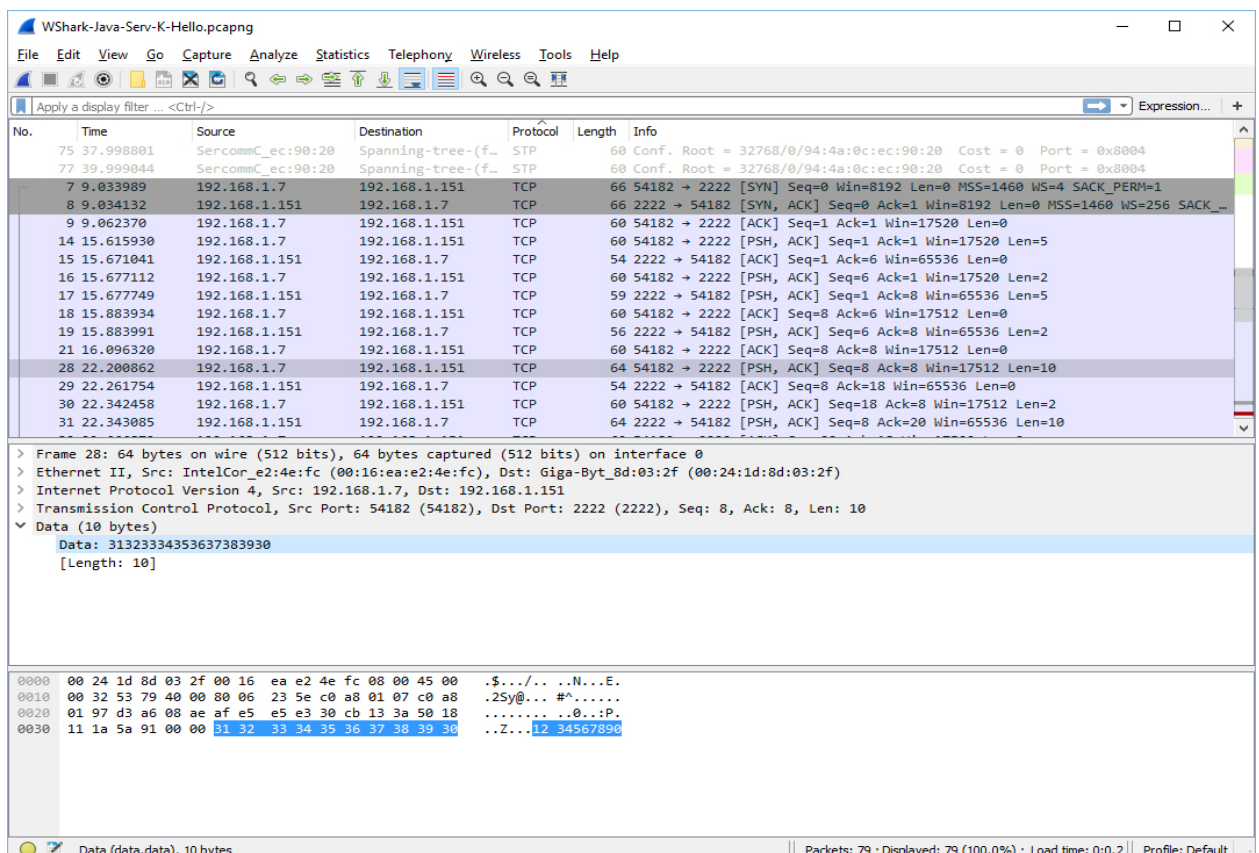 WShark-Java-Serv-K-Hello.pcapng
File Edit View Go Capture Analyze Statistics Telephony Wireless Tools Help
Apply a display filter ... <Ctrl-/> Expression... +
No. Time Source Destination Protocol Length Info
75 37.998801 SercommC_ec:90:20 Spanning-tree-(f… STP 60 Conf. Root = 32768/0/94:4a:0c:ec:90:20 Cost = 0 Port = 0x8004
77 39.999044 SercommC_ec:90:20 Spanning-tree-(f… STP 60 Conf. Root = 32768/0/94:4a:0c:ec:90:20 Cost = 0 Port = 0x8004
7 9.033989 192.168.1.7 192.168.1.151 TCP 66 54182 → 2222 [SYN] Seq=0 Win=8192 Len=0 MSS=1460 WS=4 SACK_PERM=1
8 9.034132 192.168.1.151 192.168.1.7 TCP 66 2222 → 54182 [SYN, ACK] Seq=0 Ack=1 Win=8192 Len=0 MSS=1460 WS=256 SACK_…
9 9.062370 192.168.1.7 192.168.1.151 TCP 60 54182 → 2222 [ACK] Seq=1 Ack=1 Win=17520 Len=0
14 15.615930 192.168.1.7 192.168.1.151 TCP 60 54182 → 2222 [PSH, ACK] Seq=1 Ack=1 Win=17520 Len=5
15 15.671041 192.168.1.151 192.168.1.7 TCP 54 2222 → 54182 [ACK] Seq=1 Ack=6 Win=65536 Len=0
16 15.677112 192.168.1.7 192.168.1.151 TCP 60 54182 → 2222 [PSH, ACK] Seq=6 Ack=1 Win=17520 Len=2
17 15.677749 192.168.1.151 192.168.1.7 TCP 59 2222 → 54182 [PSH, ACK] Seq=1 Ack=8 Win=65536 Len=5
18 15.883934 192.168.1.7 192.168.1.151 TCP 60 54182 → 2222 [ACK] Seq=8 Ack=6 Win=17512 Len=0
19 15.883991 192.168.1.151 192.168.1.7 TCP 56 2222 → 54182 [PSH, ACK] Seq=6 Ack=8 Win=65536 Len=2
21 16.096320 192.168.1.7 192.168.1.151 TCP 60 54182 → 2222 [ACK] Seq=8 Ack=8 Win=17512 Len=0
28 22.200862 192.168.1.7 192.168.1.151 TCP 64 54182 → 2222 [PSH, ACK] Seq=8 Ack=8 Win=17512 Len=10
29 22.261754 192.168.1.151 192.168.1.7 TCP 54 2222 → 54182 [ACK] Seq=8 Ack=18 Win=65536 Len=0
30 22.342458 192.168.1.7 192.168.1.151 TCP 60 54182 → 2222 [PSH, ACK] Seq=18 Ack=8 Win=17512 Len=2
31 22.343085 192.168.1.151 192.168.1.7 TCP 64 2222 → 54182 [PSH, ACK] Seq=8 Ack=20 Win=65536 Len=10
> Frame 28: 64 bytes on wire (512 bits), 64 bytes captured (512 bits) on interface 0
> Ethernet II, Src: IntelCor_e2:4e:fc (00:16:ea:e2:4e:fc), Dst: Giga-Byt_8d:03:2f (00:24:1d:8d:03:2f)
> Internet Protocol Version 4, Src: 192.168.1.7, Dst: 192.168.1.151
> Transmission Control Protocol, Src Port: 54182 (54182), Dst Port: 2222 (2222), Seq: 8, Ack: 8, Len: 10
Data (10 bytes)
Data: 31323334353637383930
[Length: 10]
0000 00 24 1d 8d 03 2f 00 16 ea e2 4e fc 08 00 45 00 .$.../.. ..N...E.
0010 00 32 53 79 40 00 80 06 23 5e c0 a8 01 07 c0 a8 .2Sy@... #^......
0020 01 97 d3 a6 08 ae af e5 e5 e3 30 cb 13 3a 50 18 ........ ..0..:P.
0030 11 1a 5a 91 00 00 31 32 33 34 35 36 37 38 39 30 ..Z...12 34567890
Data (data.data), 10 bytes Packets: 79 · Displayed: 79 (100.0%) · Load time: 0:0.2 Profile: Default